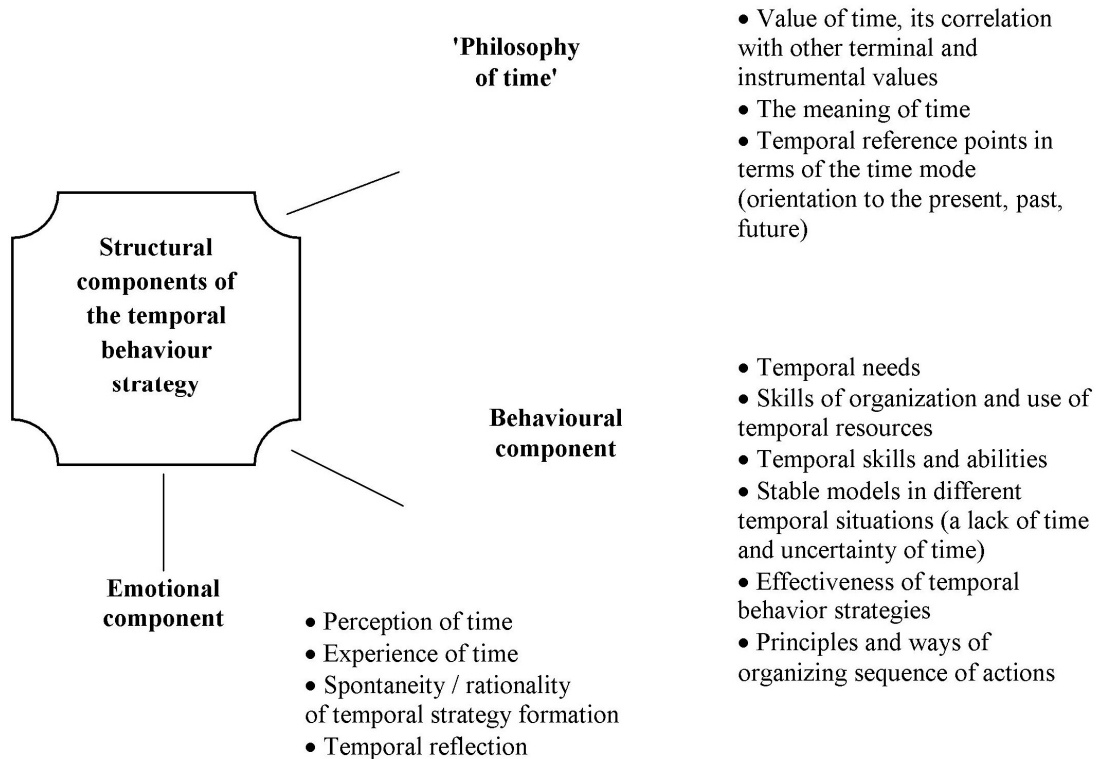 'Philosophy
of time'
• Value of time, its correlation
with other terminal and
instrumental values
• The meaning of time
• Temporal reference points in
terms of the time mode
(orientation to the present, past,
future)
Structural
components of
the temporal
behaviour
strategy
Behavioural
component
• Temporal needs
• Skills of organization and use of
temporal resources
• Temporal skills and abilities
• Stable models in different
temporal situations (a lack of time
and uncertainty of time)
• Effectiveness of temporal
behavior strategies
• Principles and ways of
organizing sequence of actions
Emotional
component
• Perception of time
• Experience of time
• Spontaneity / rationality
of temporal strategy formation
• Temporal reflection